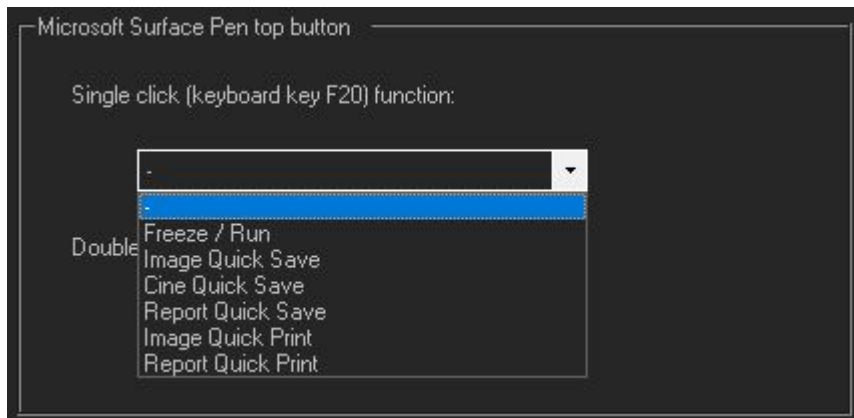 Microsoft Surface Pen top button
Single click (keyboard key F20) function:
-
-
Freeze / Run
Double
Image Quick Save
Cine Quick Save
Report Quick Save
Image Quick Print
Report Quick Print